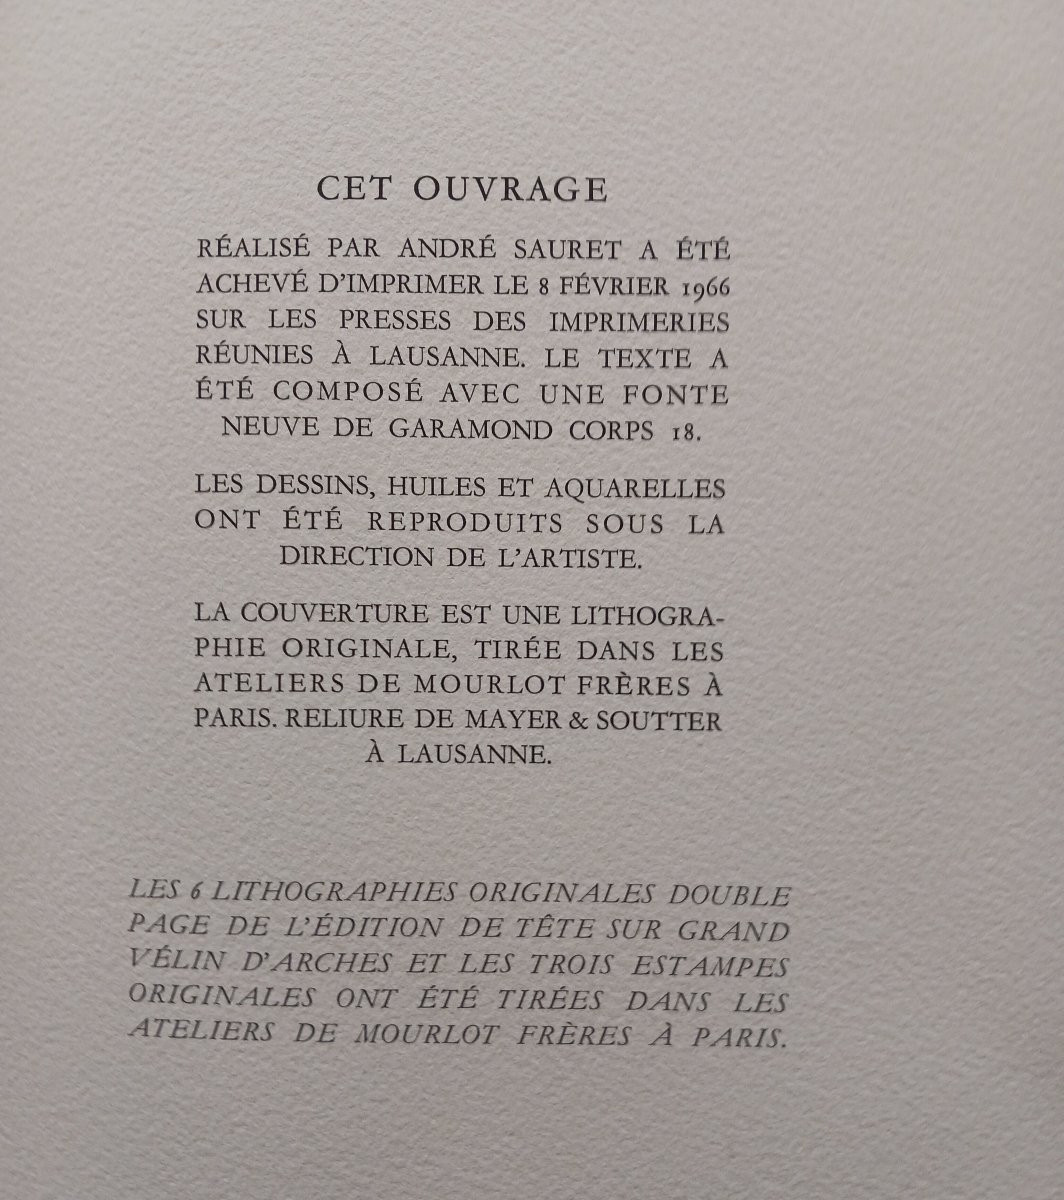 CET OUVRAGE
RÉALISÉ PAR ANDRÉ SAURET A ÉTÉ
ACHEVÉ D'IMPRIMER LE 8 FÉVRIER 1966
SUR LES PRESSES DES IMPRIMERIES
RÉUNIES À LAUSANNE. LE TEXTE A
ÉTÉ COMPOSÉ AVEC UNE FONTE
NEUVE DE GARAMOND CORPS 18.
LES DESSINS, HUILES ET AQUARELLES
ONT ÉTÉ REPRODUITS SOUS LA
DIRECTION DE L'ARTISTE.
LA COUVERTURE EST UNE LITHOGRA-
PHIE ORIGINALE, TIRÉE DANS LES
ATELIERS DE MOURLOT FRÈRES À
PARIS. RELIURE DE MAYER & SOUTTER
À LAUSANNE.
LES 6 LITHOGRAPHIES ORIGINALES DOUBLE
PAGE DE L'ÉDITION DE TÊTE SUR GRAND
VÉLIN D'ARCHES ET LES TROIS ESTAMPES
ORIGINALES ONT ÉTÉ TIRÉES DANS LES
ATELIERS DE MOURLOT FRÈRES À PARIS.